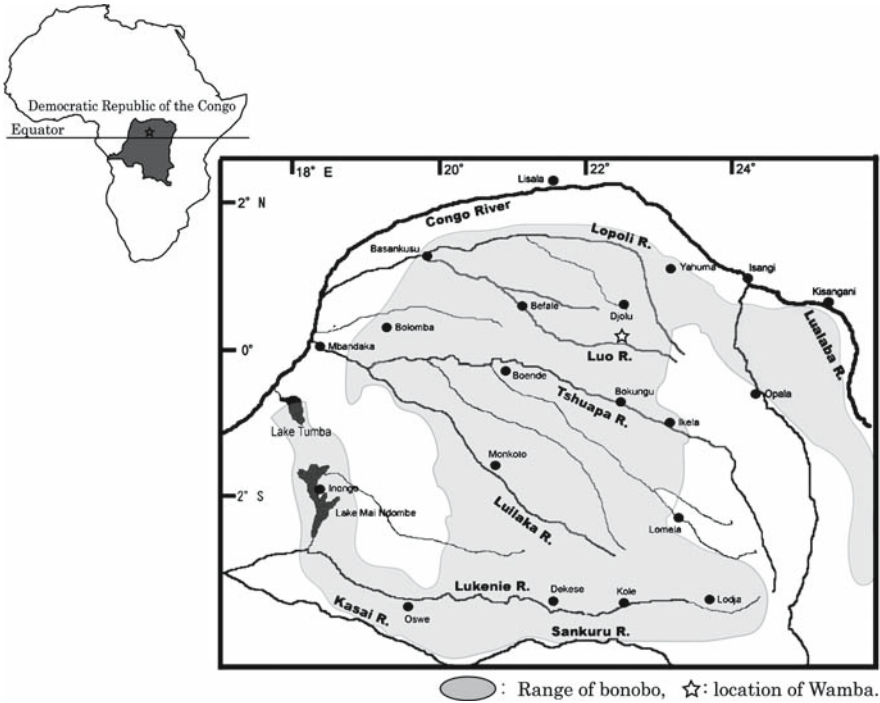 Democratic Republic of the Congo
Equator
18° E
20°
22°
24°
Lisala
2° N
Congo River
Lopoli R.
Basankusu
Yahuma
Isangi
Kisangani
Befale
Djolu
Lualaba R.
Bolomba
Mbandaka
0°
Luo R.
Boende
Bokungu
Opala
Tshuapa R.
Ikela
Lake Tumba
Monkoto
Inongo
2° S
Lake Mai Ndombe
Luilaka R.
Lomela
Lukenie R.
Dekese
Kole
Lodja
Kasai R.
Oswe
Sankuru R.
: Range of bonobo, ☆: location of Wamba.